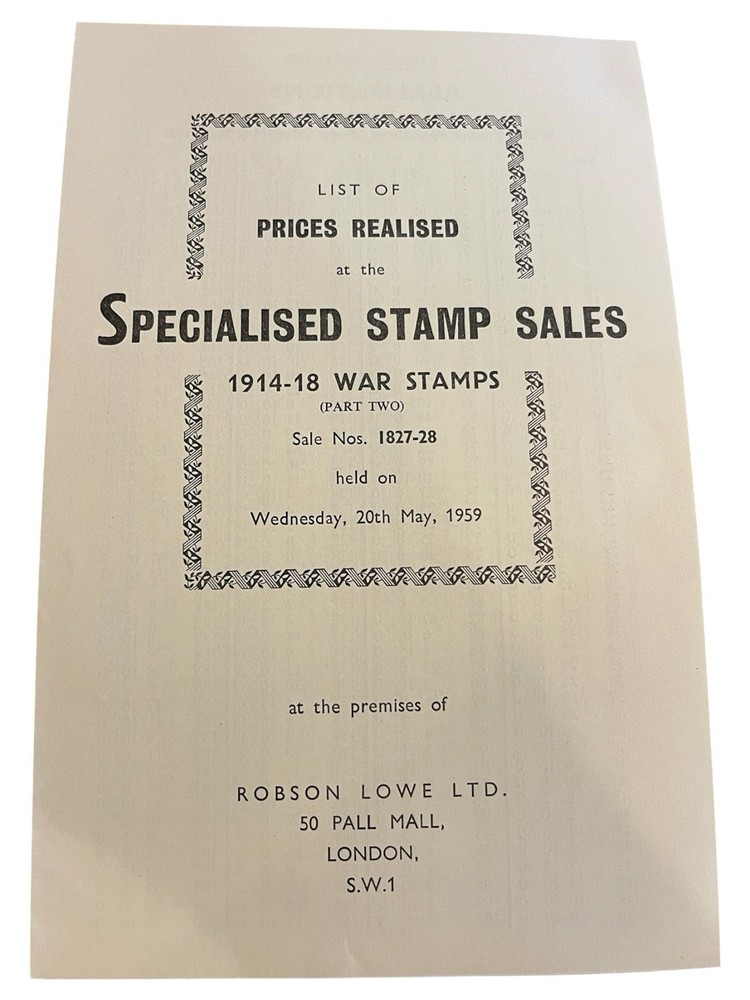 LIST OF
PRICES REALISED
at the
SPECIALISED STAMP SALES
1914-18 WAR STAMPS
(PART TWO)
Sale Nos. 1827-28
held on
Wednesday, 20th May, 1959
at the premises of
ROBSON LOWE LTD.
50 PALL MALL,
LONDON,
S.W.1